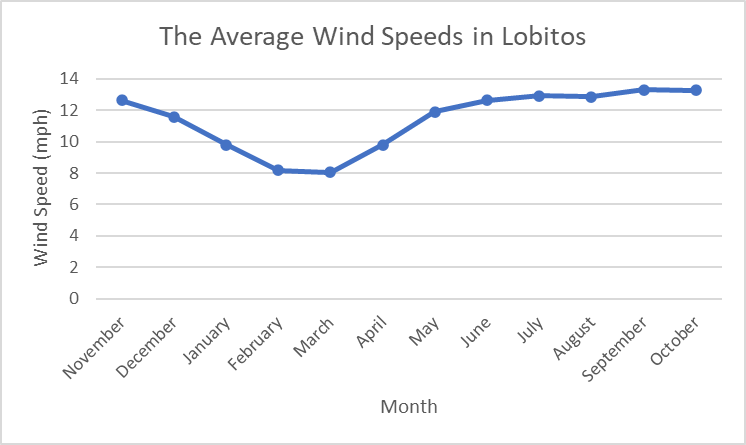 The Average Wind Speeds in Lobitos
Wind Speed (mph)
14
12
10
8
6
4
2
0
November
December
January
February
March
April
May
June
July
August
September
October
Month